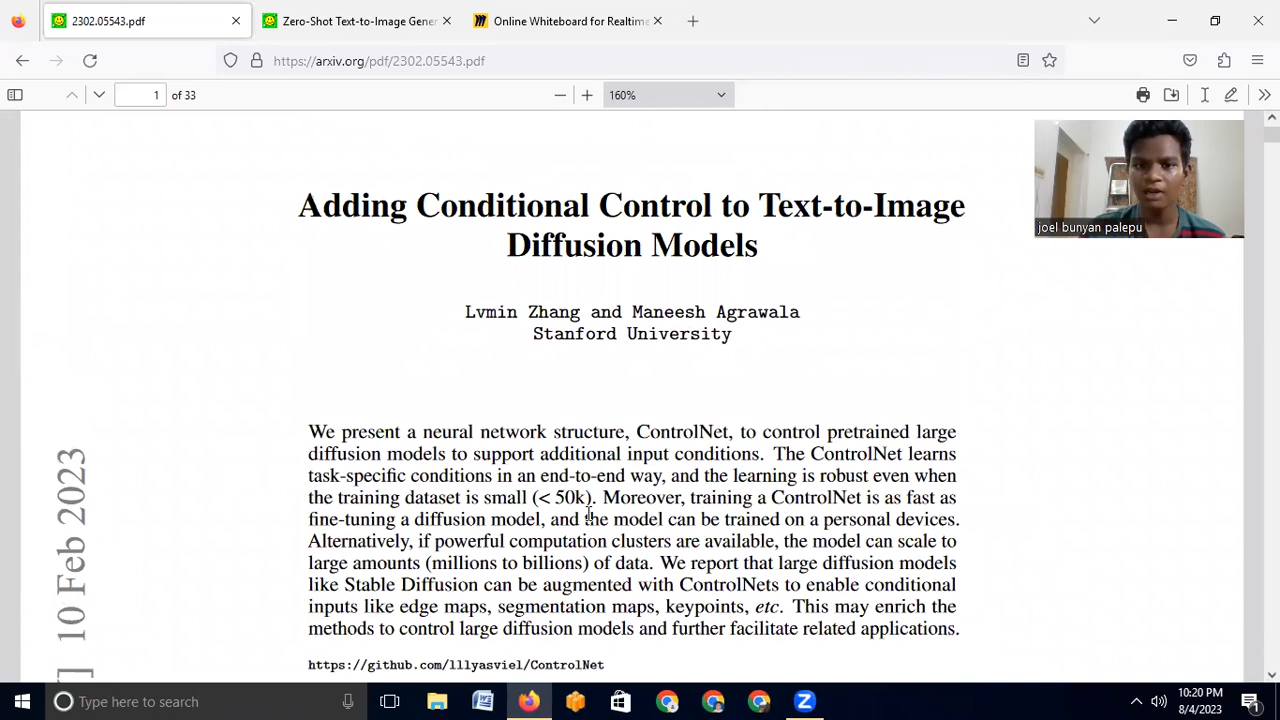 2302.05543.pdf
Zero-Shot Text-to-Image Gener
Online Whiteboard for Realtime
https://arxiv.org/pdf/2302.05543.pdf
1 of 33
160%
joel bunyan palepu
Adding Conditional Control to Text-to-Image
Diffusion Models
Lvmin Zhang and Maneesh Agrawala
Stanford University
We present a neural network structure, ControlNet, to control pretrained large
diffusion models to support additional input conditions. The ControlNet learns
task-specific conditions in an end-to-end way, and the learning is robust even when
the training dataset is small (< 50k). Moreover, training a ControlNet is as fast as
fine-tuning a diffusion model, and the model can be trained on a personal devices.
Alternatively, if powerful computation clusters are available, the model can scale to
large amounts (millions to billions) of data. We report that large diffusion models
like Stable Diffusion can be augmented with ControlNets to enable conditional
inputs like edge maps, segmentation maps, keypoints, etc. This may enrich the
methods to control large diffusion models and further facilitate related applications.
https://github.com/lllyasviel/ControlNet
] 10 Feb 2023
Type here to search
10:20 PM
8/4/2023